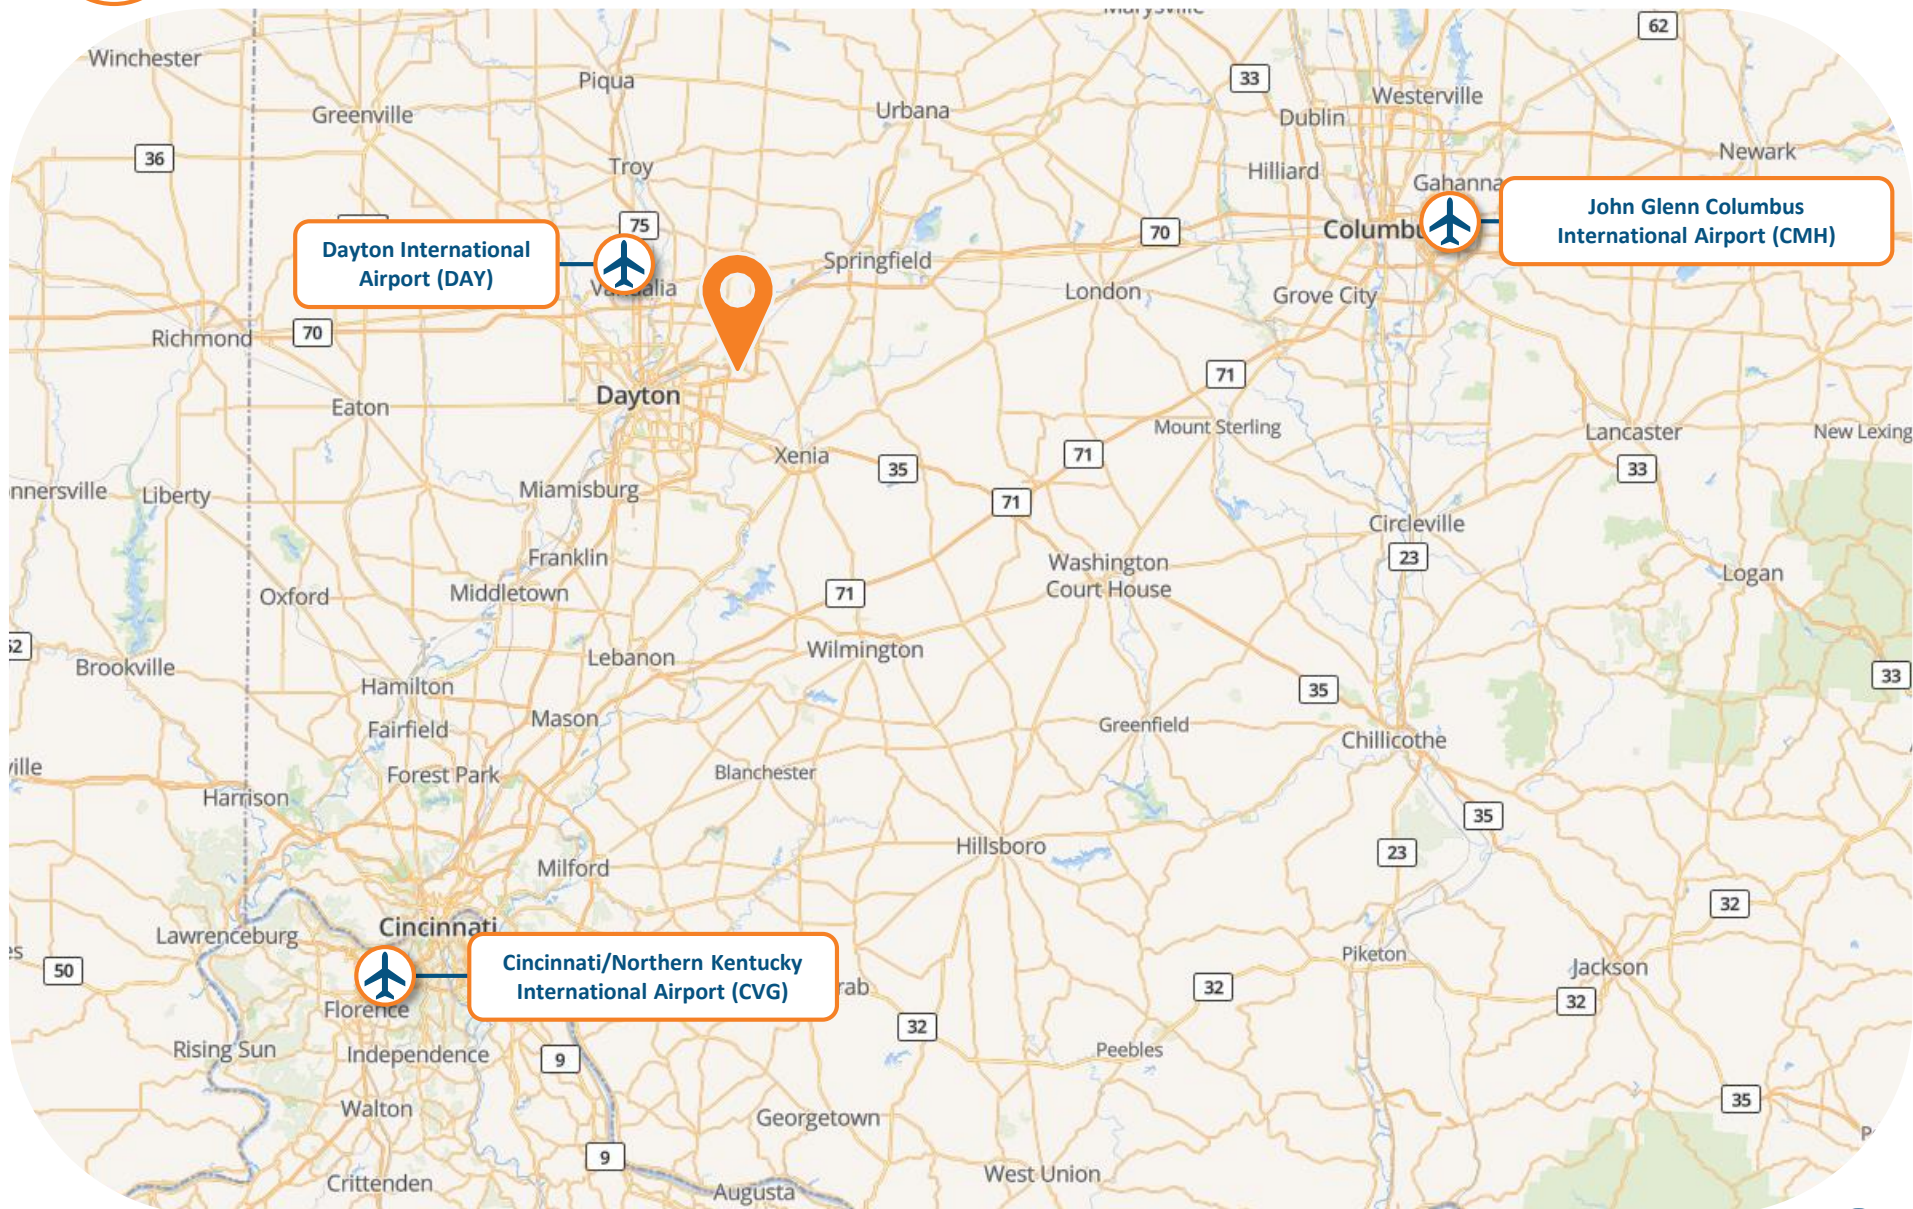 Winchester
Piqua
62
33
Westerville
Urbana
Greenville
Dublin
36
Newark
Troy
Hilliard
Gahanna
75
70
Springfield
Dayton International
Airport (DAY)
John Glenn Columbus
International Airport (CMH)
London
Grove City
Richmond
70
71
Dayton
Eaton
Mount Sterling
Lancaster
New Lexing
Xenia
71
35
33
nnersville
Liberty
Miamisburg
71
Circleville
Franklin
23
Washington
Court House
Logan
Oxford
Middletown
71
52
Brookville
Lebanon
Wilmington
33
Hamilton
35
Mason
Fairfield
Greenfield
Chillicothe
ville
Forest Park
Blanchester
Harrison
35
Hillsboro
23
Milford
32
Cincinnati
Lawrenceburg
Piketon
50
Cincinnati/Northern Kentucky
International Airport (CVG)
Jackson
rab
32
32
Florence
32
Rising Sun
Independence
9
Peebles
Walton
Georgetown
35
9
West Union
Crittenden
Augusta